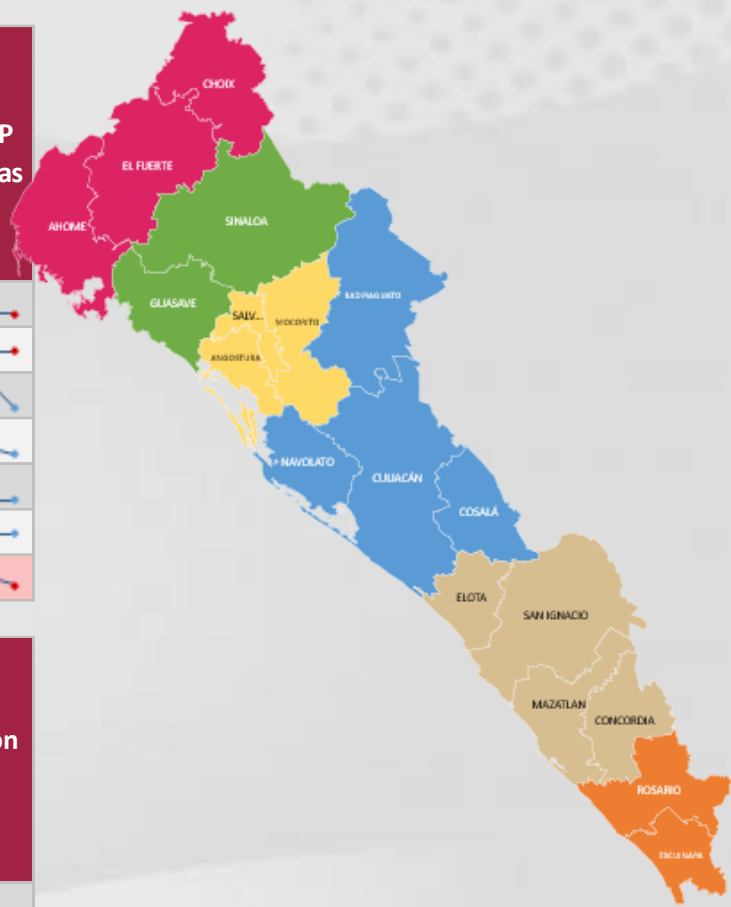 P
as
on
CHOIX
EL FUERTE
AHOME
SINALOA
GUASAVE
SALV...
MOCORITO
BADIRAGUATO
ANGOSTURA
NAVOLATO
CULIACÁN
COSALÁ
ELOTA
SAN IGNACIO
MAZATLAN
CONCORDIA
ROSARIO
ESCUINAPA